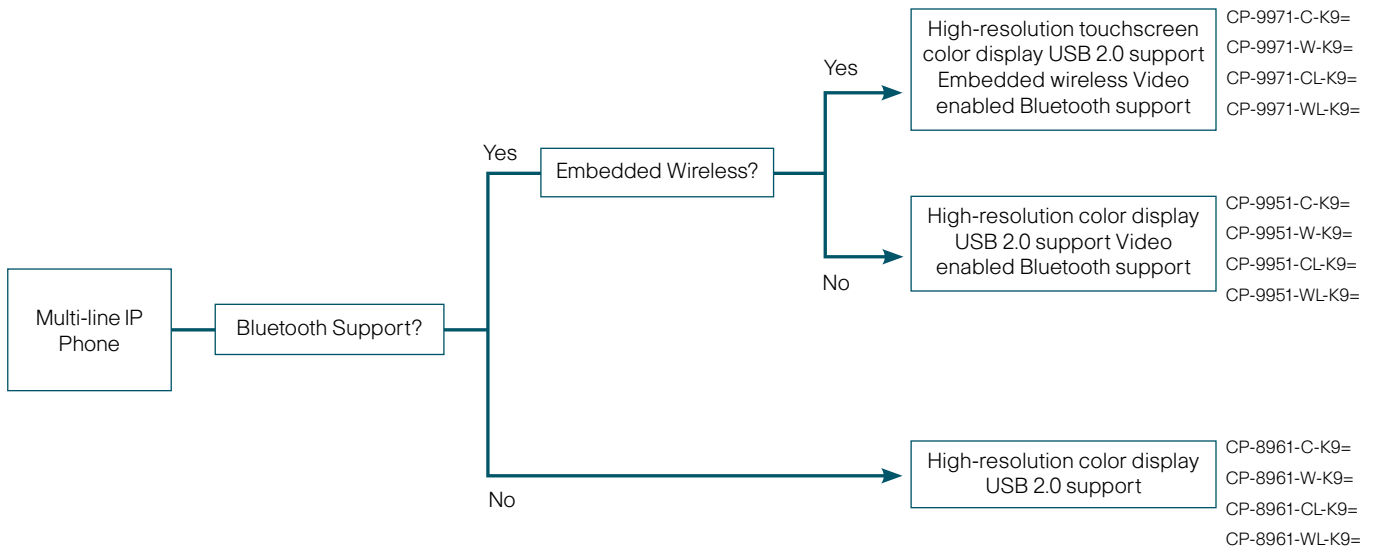 Multi-line IP
Phone
Bluetooth Support?
Yes
Embedded Wireless?
Yes
High-resolution touchscreen
color display USB 2.0 support
Embedded wireless Video
enabled Bluetooth support
CP-9971-C-K9=
CP-9971-W-K9=
CP-9971-CL-K9=
CP-9971-WL-K9=
No
High-resolution color display
USB 2.0 support Video
enabled Bluetooth support
CP-9951-C-K9=
CP-9951-W-K9=
CP-9951-CL-K9=
CP-9951-WL-K9=
No
High-resolution color display
USB 2.0 support
CP-8961-C-K9=
CP-8961-W-K9=
CP-8961-CL-K9=
CP-8961-WL-K9=